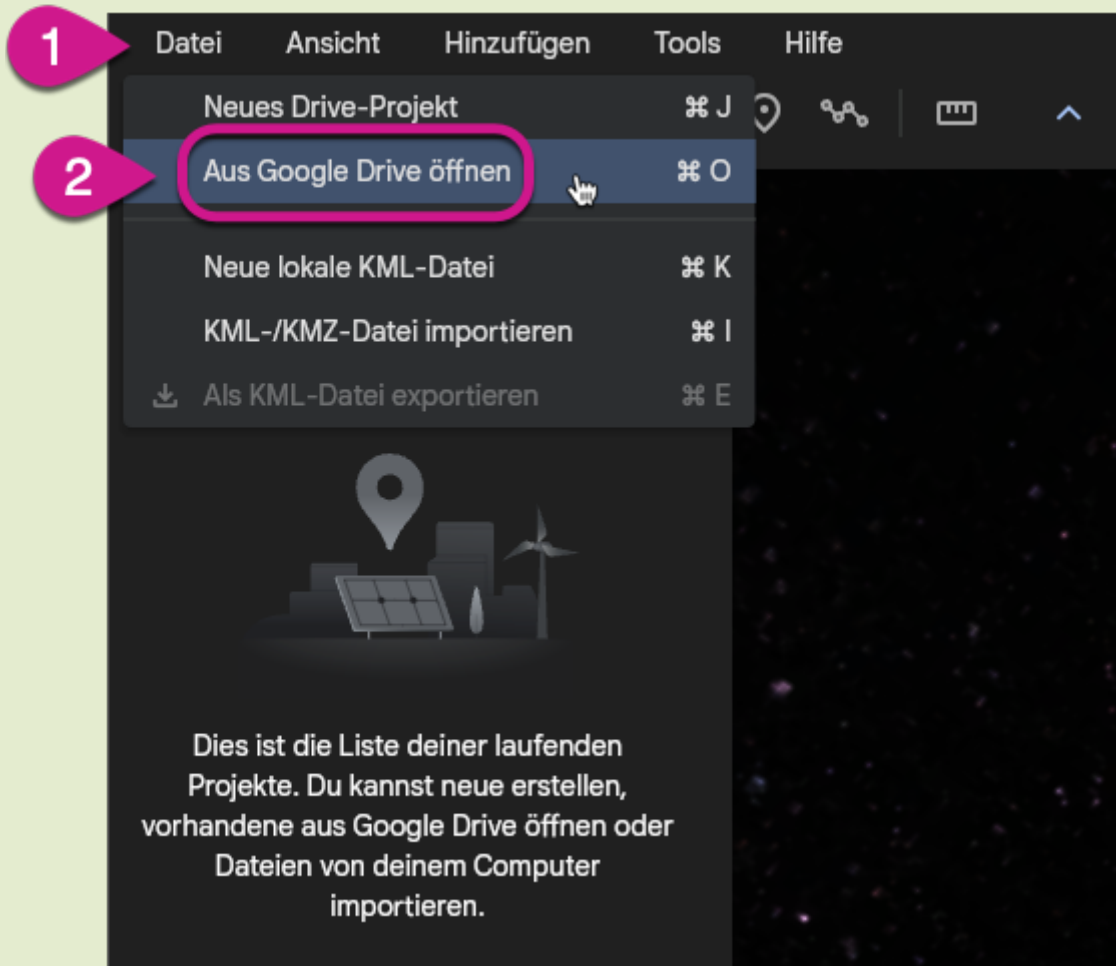 1
Datei Ansicht Hinzufügen Tools Hilfe
Neues Drive-Projekt ⌘ J
2
Aus Google Drive öffnen ⌘ O
Neue lokale KML-Datei ⌘ K
KML-/KMZ-Datei importieren ⌘ I
Als KML-Datei exportieren ⌘ E
Dies ist die Liste deiner laufenden
Projekte. Du kannst neue erstellen,
vorhandene aus Google Drive öffnen oder
Dateien von deinem Computer
importieren.